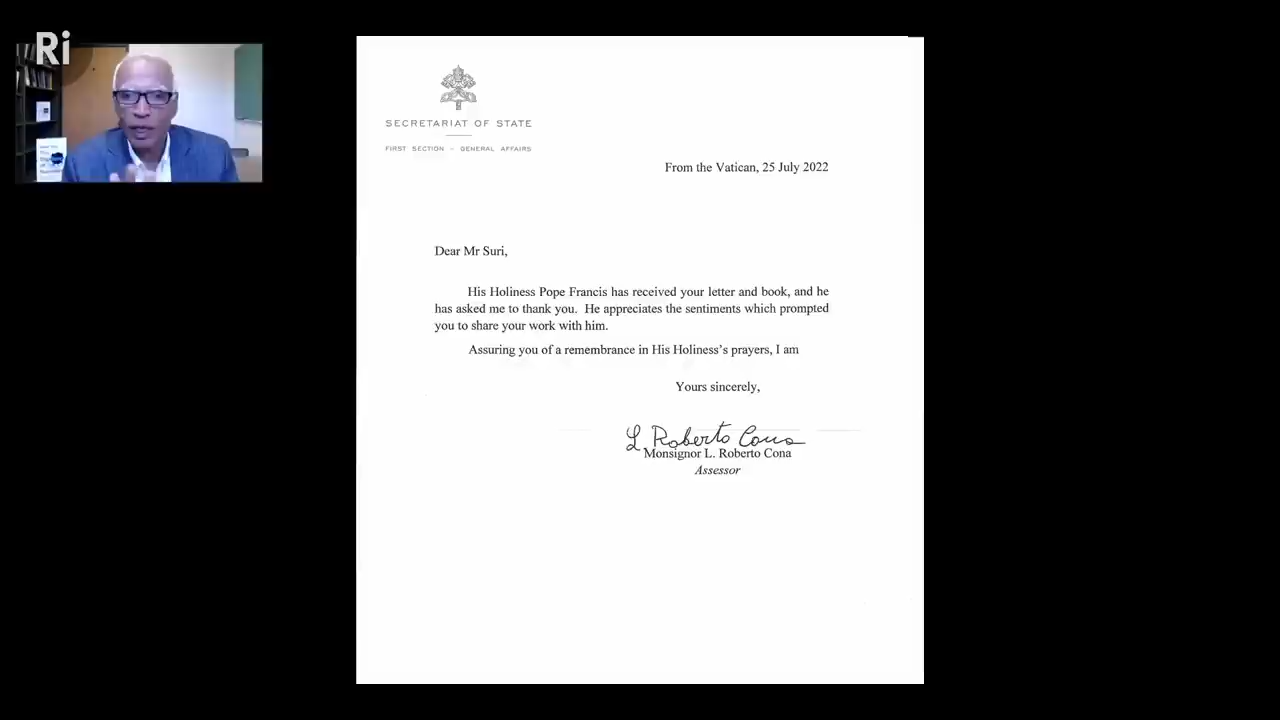 Ri
SECRETARIAT OF STATE
FIRST SECTION – GENERAL AFFAIRS
From the Vatican, 25 July 2022
Dear Mr Suri,
His Holiness Pope Francis has received your letter and book, and he
has asked me to thank you. He appreciates the sentiments which prompted
you to share your work with him.
Assuring you of a remembrance in His Holiness's prayers, I am
Yours sincerely,
L Roberto Cona
Monsignor L. Roberto Cona
Assessor